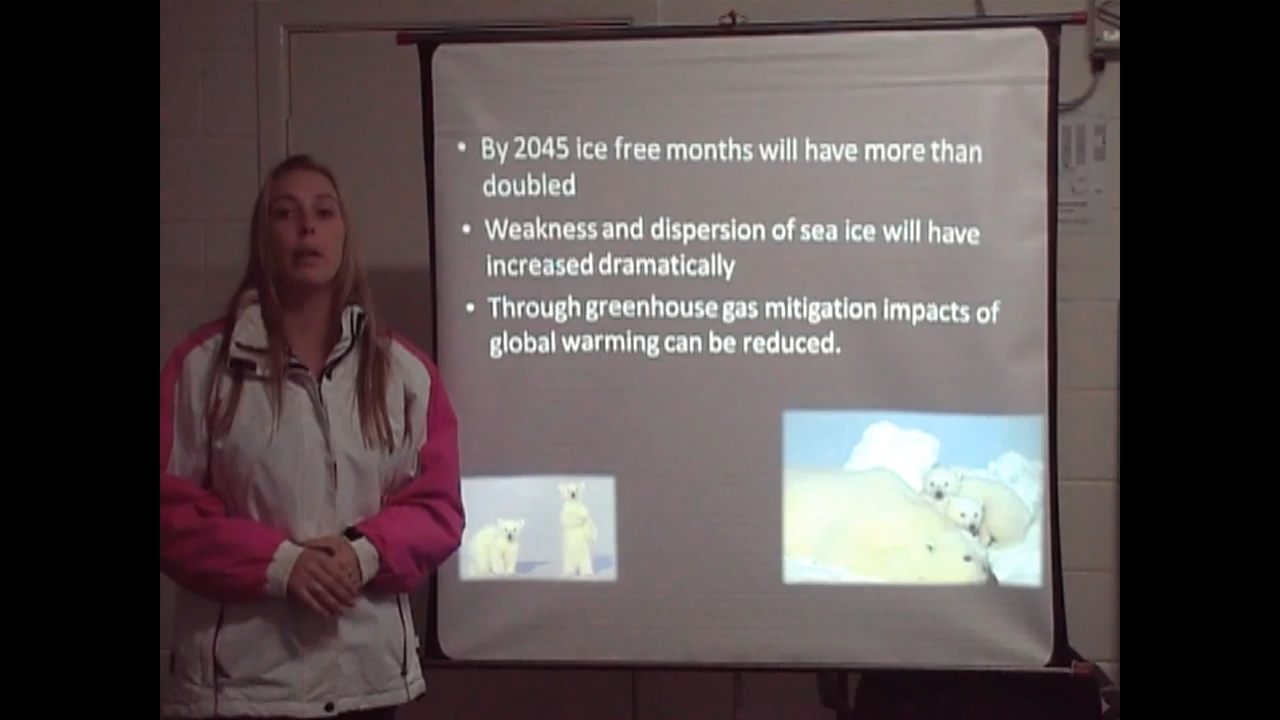 • By 2045 ice free months will have more than
doubled
• Weakness and dispersion of sea ice will have
increased dramatically
• Through greenhouse gas mitigation impacts of
global warming can be reduced.